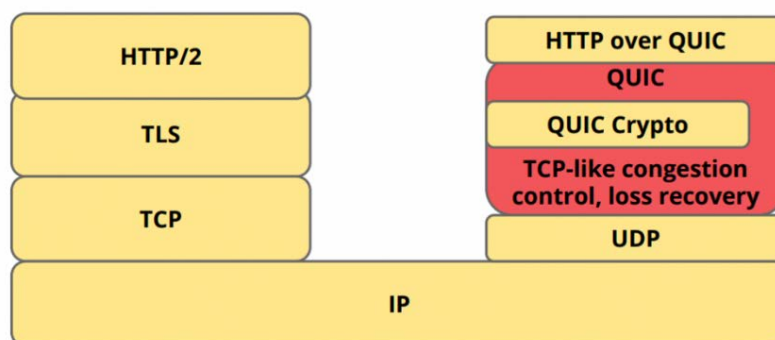 HTTP/2
TLS
TCP
HTTP over QUIC
QUIC
QUIC Crypto
TCP-like congestion
control, loss recovery
UDP
IP